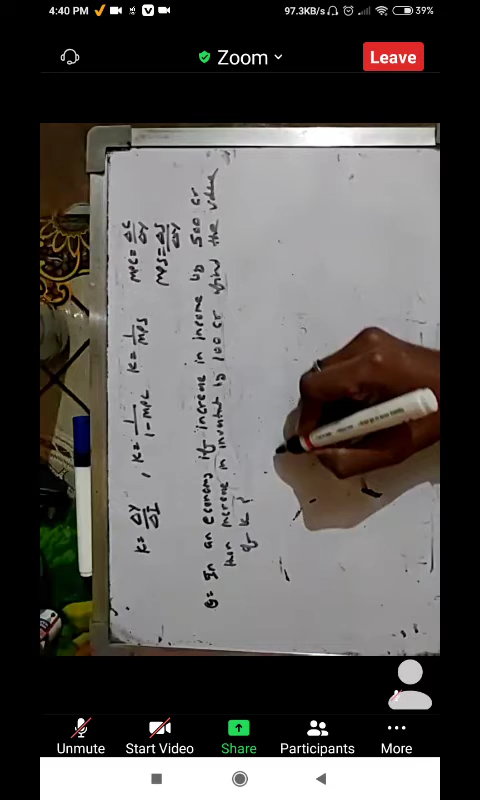 4:40 PM
97.3KB/s
39%
Zoom
Leave
K = ΔY/ΔI , K = 1/1-MPC K = 1/MPS MPC = ΔC/ΔY
MPS = ΔS/ΔY
Q= In an economy if increase in income is 500 cr
then increase in investment is 100 cr find the value
of K?
Unmute
Start Video
Share
Participants
More